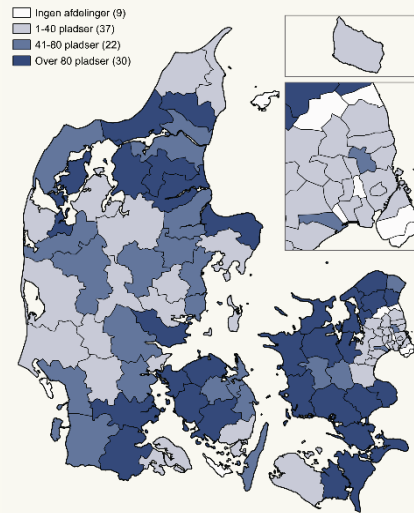 Ingen afdelinger (9)
1-40 pladser (37)
41-80 pladser (22)
Over 80 pladser (30)